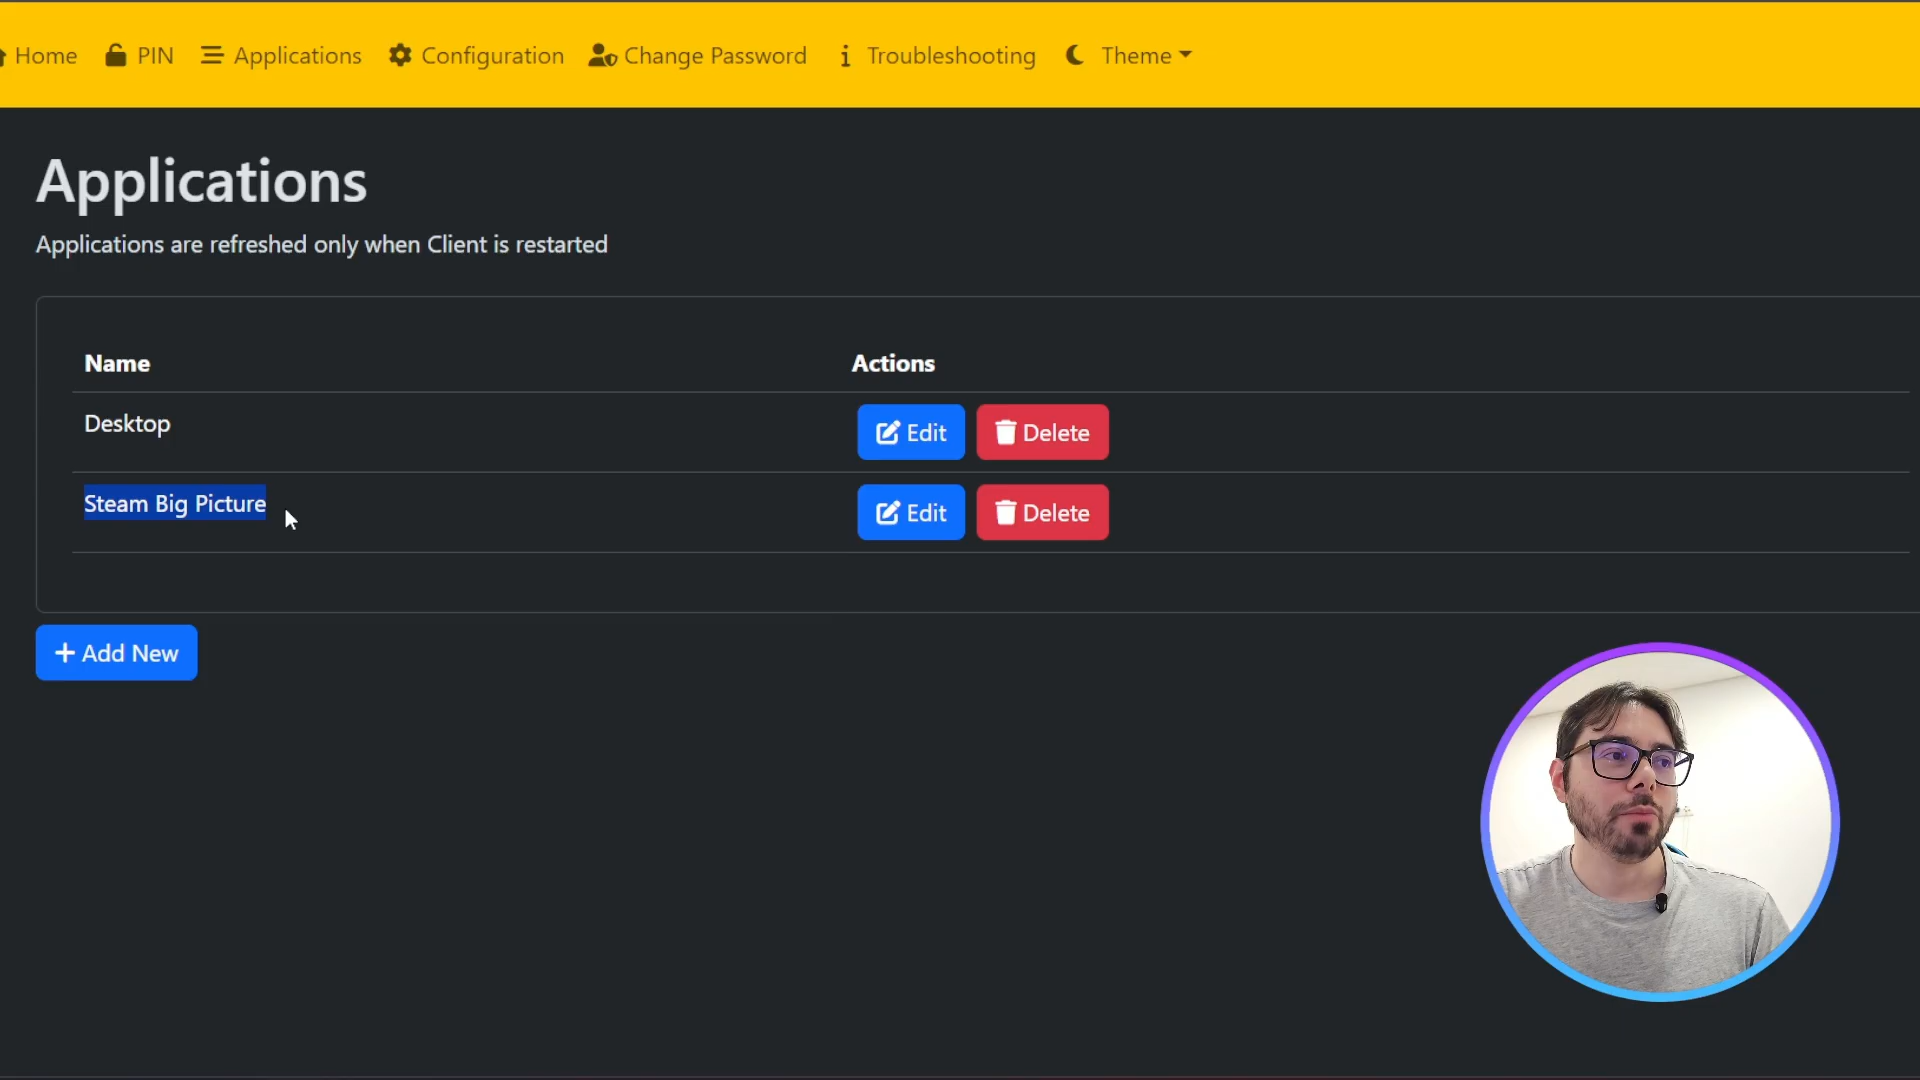 Home PIN Applications Configuration Change Password Troubleshooting Theme
Applications
Applications are refreshed only when Client is restarted
Name Actions
Desktop Edit Delete
Steam Big Picture Edit Delete
Add New